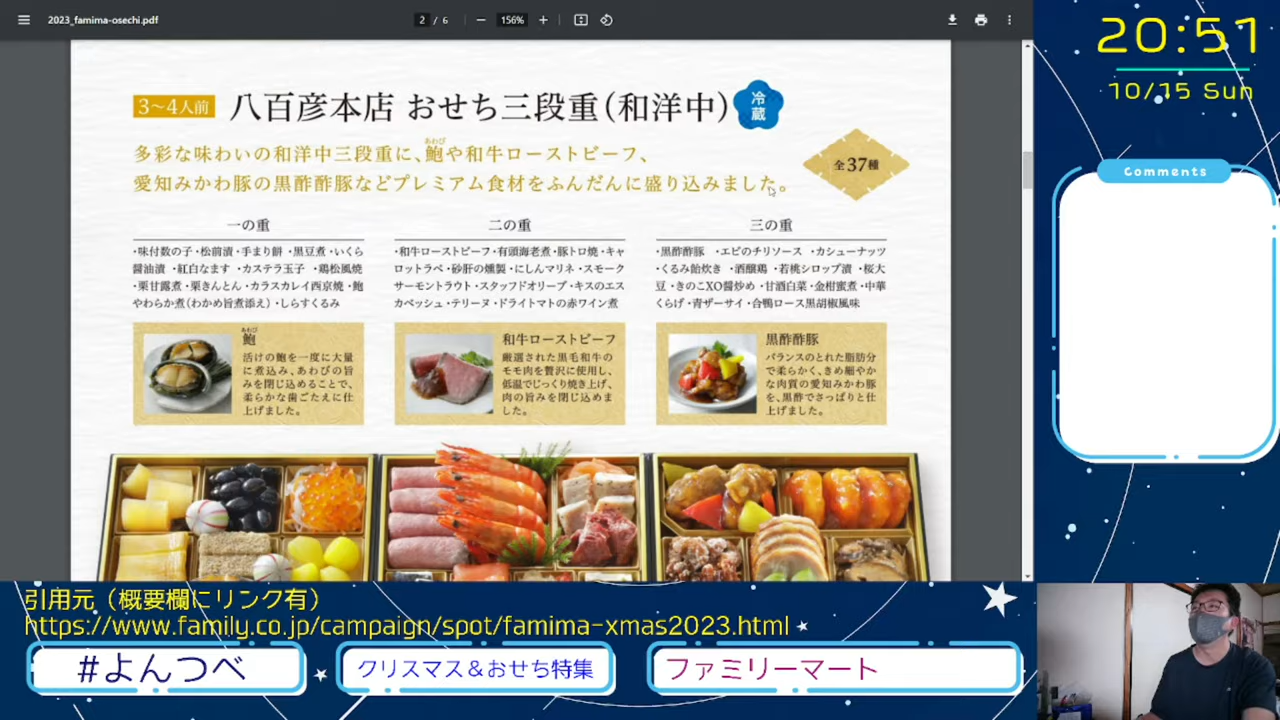 2023_famima-osechi.pdf
2 / 6
156%
20:51
10/15 Sun
Comments
3〜4人前 八百彦本店 おせち三段重(和洋中) 冷蔵
多彩な味わいの和洋中三段重に、鮑や和牛ローストビーフ、
あわび
愛知みかわ豚の黒酢酢豚などプレミアム食材をふんだんに盛り込みました。
全37種
一の重
・味付数の子 ・松前漬 ・手まり餅 ・黒豆煮 ・いくら
醤油漬 ・紅白なます ・カステラ玉子 ・鶏松風焼
・栗甘露煮 ・栗きんとん ・カラスカレイ西京焼 ・鮑
やわらか煮(わかめ旨煮添え) ・しらすくるみ
二の重
・和牛ローストビーフ ・有頭海老煮 ・豚トロ焼 ・キャ
ロットラペ ・砂肝の燻製 ・にしんマリネ ・スモーク
サーモントラウト ・スタッフドオリーブ ・キスのエス
カベッシュ ・テリーヌ ・ドライトマトの赤ワイン煮
三の重
・黒酢酢豚 ・エビのチリソース ・カシューナッツ
・くるみ飴炊き ・酒醸鶏 ・若桃シロップ漬 ・桜大
豆 ・きのこXO醤炒め ・甘酒白菜 ・金柑蜜煮 ・中華
くらげ ・青ザーサイ ・合鴨ロース黒胡椒風味
あわび
鮑
活けの鮑を一度に大量
に煮込み、あわびの旨
みを閉じ込めることで、
柔らかな歯ごたえに仕
上げました。
和牛ローストビーフ
厳選された黒毛和牛の
モモ肉を贅沢に使用し、
低温でじっくり焼き上げ、
肉の旨みを閉じ込めま
した。
黒酢酢豚
バランスのとれた脂肪分
で柔らかく、きめ細やか
な肉質の愛知みかわ豚
を、黒酢でさっぱりと仕
上げました。
引用元(概要欄にリンク有)
https://www.family.co.jp/campaign/spot/famima-xmas2023.html
#よんつべ
クリスマス&おせち特集
ファミリーマート